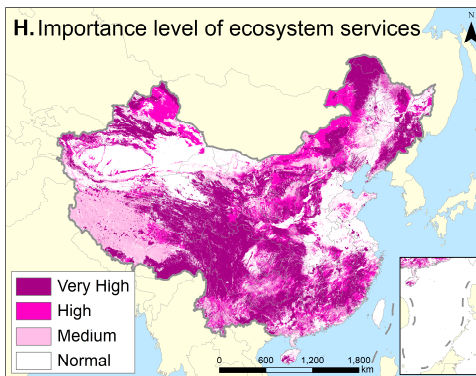 H. Importance level of ecosystem services
N
Very High
High
Medium
Normal
0 600 1,200 1,800
km